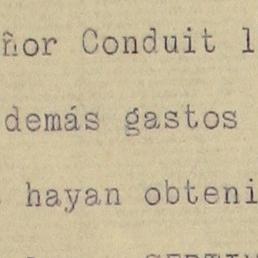 ñor Conduit l
demás gastos
hayan obteni